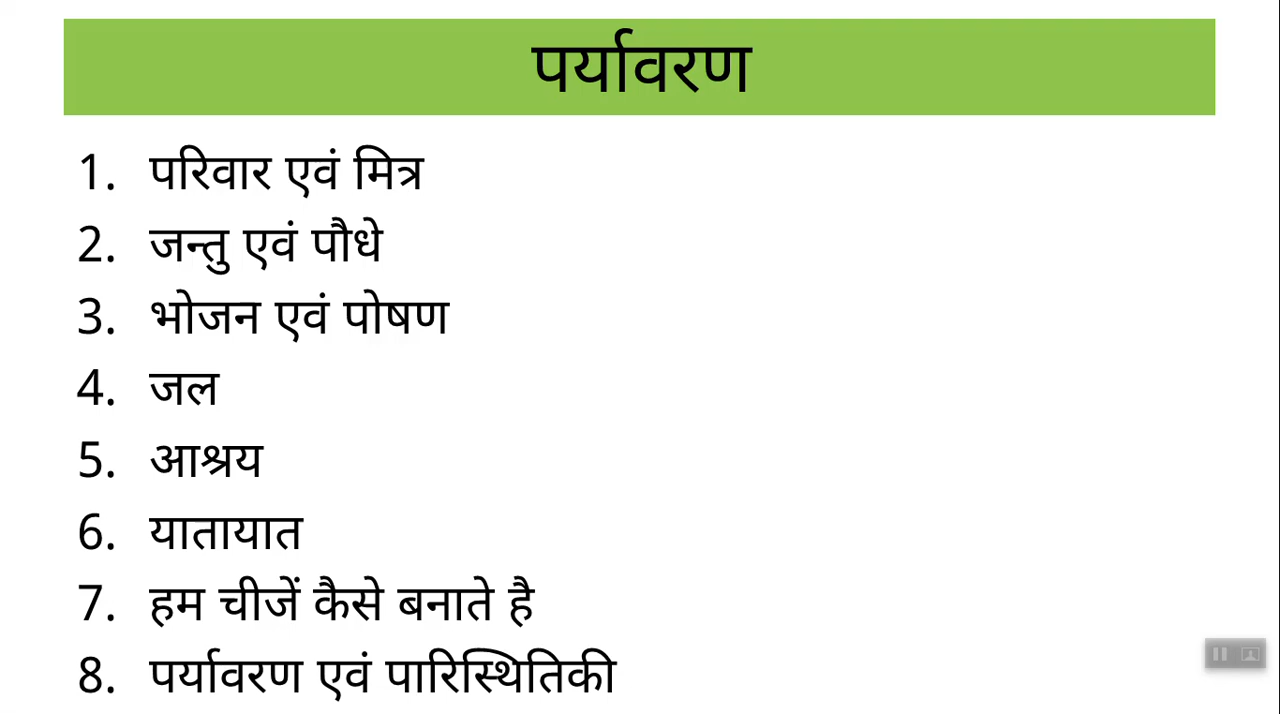 पर्यावरण
1. परिवार एवं मित्र
2. जन्तु एवं पौधे
3. भोजन एवं पोषण
4. जल
5. आश्रय
6. यातायात
7. हम चीजें कैसे बनाते है
8. पर्यावरण एवं पारिस्थितिकी